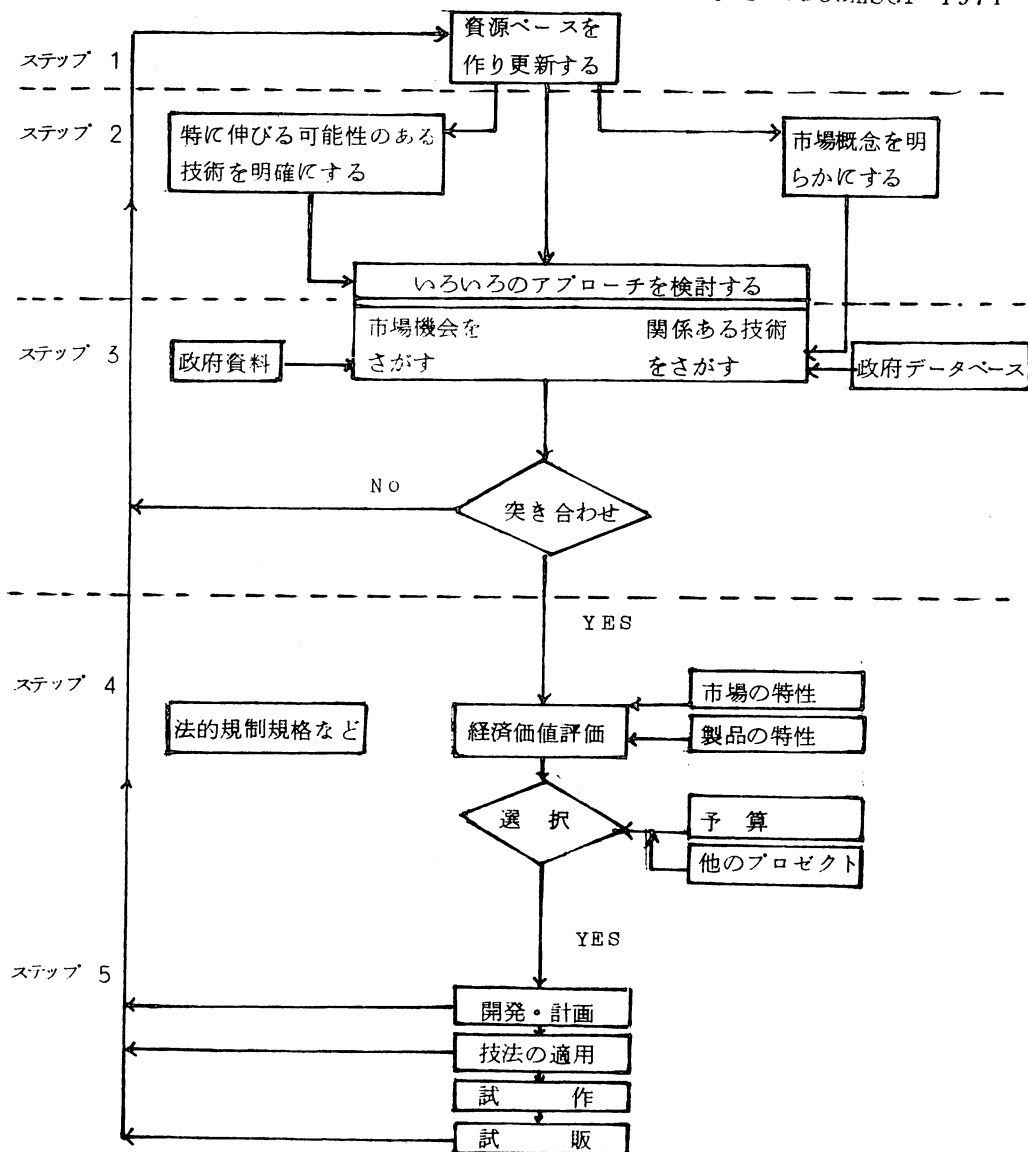 1971
資源ベースを
作り更新する
ステップ 1
ステップ 2
特に伸びる可能性のある
技術を明確にする
市場概念を明
らかにする
いろいろのアプローチを検討する
ステップ 3
政府資料
市場機会を
さがす
関係ある技術
をさがす
政府データベース
NO
突き合わせ
YES
ステップ 4
法的規制規格など
経済価値評価
市場の特性
製品の特性
選 択
予 算
他のプロゼクト
YES
ステップ 5
開発・計画
技法の適用
試 作
試 販